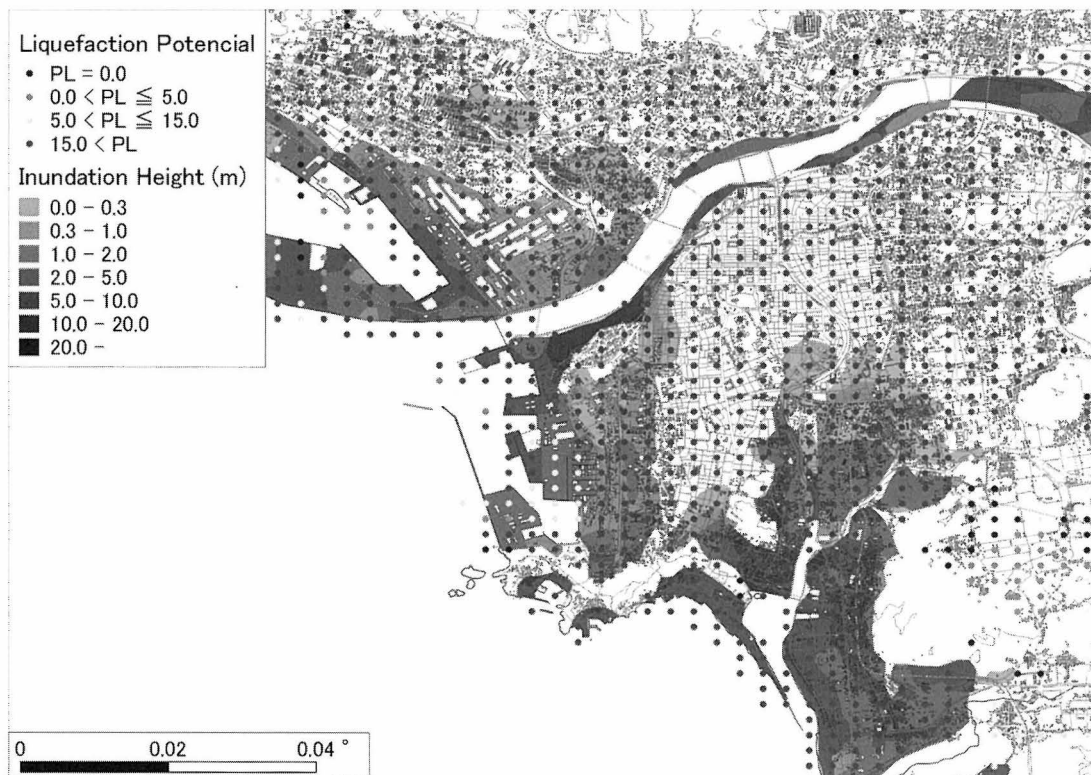 Liquefaction Potencial
PL = 0.0
0.0 < PL ≦ 5.0
5.0 < PL ≦ 15.0
15.0 < PL
Inundation Height (m)
0.0 - 0.3
0.3 - 1.0
1.0 - 2.0
2.0 - 5.0
5.0 - 10.0
10.0 - 20.0
20.0 -
0 0.02 0.04 °